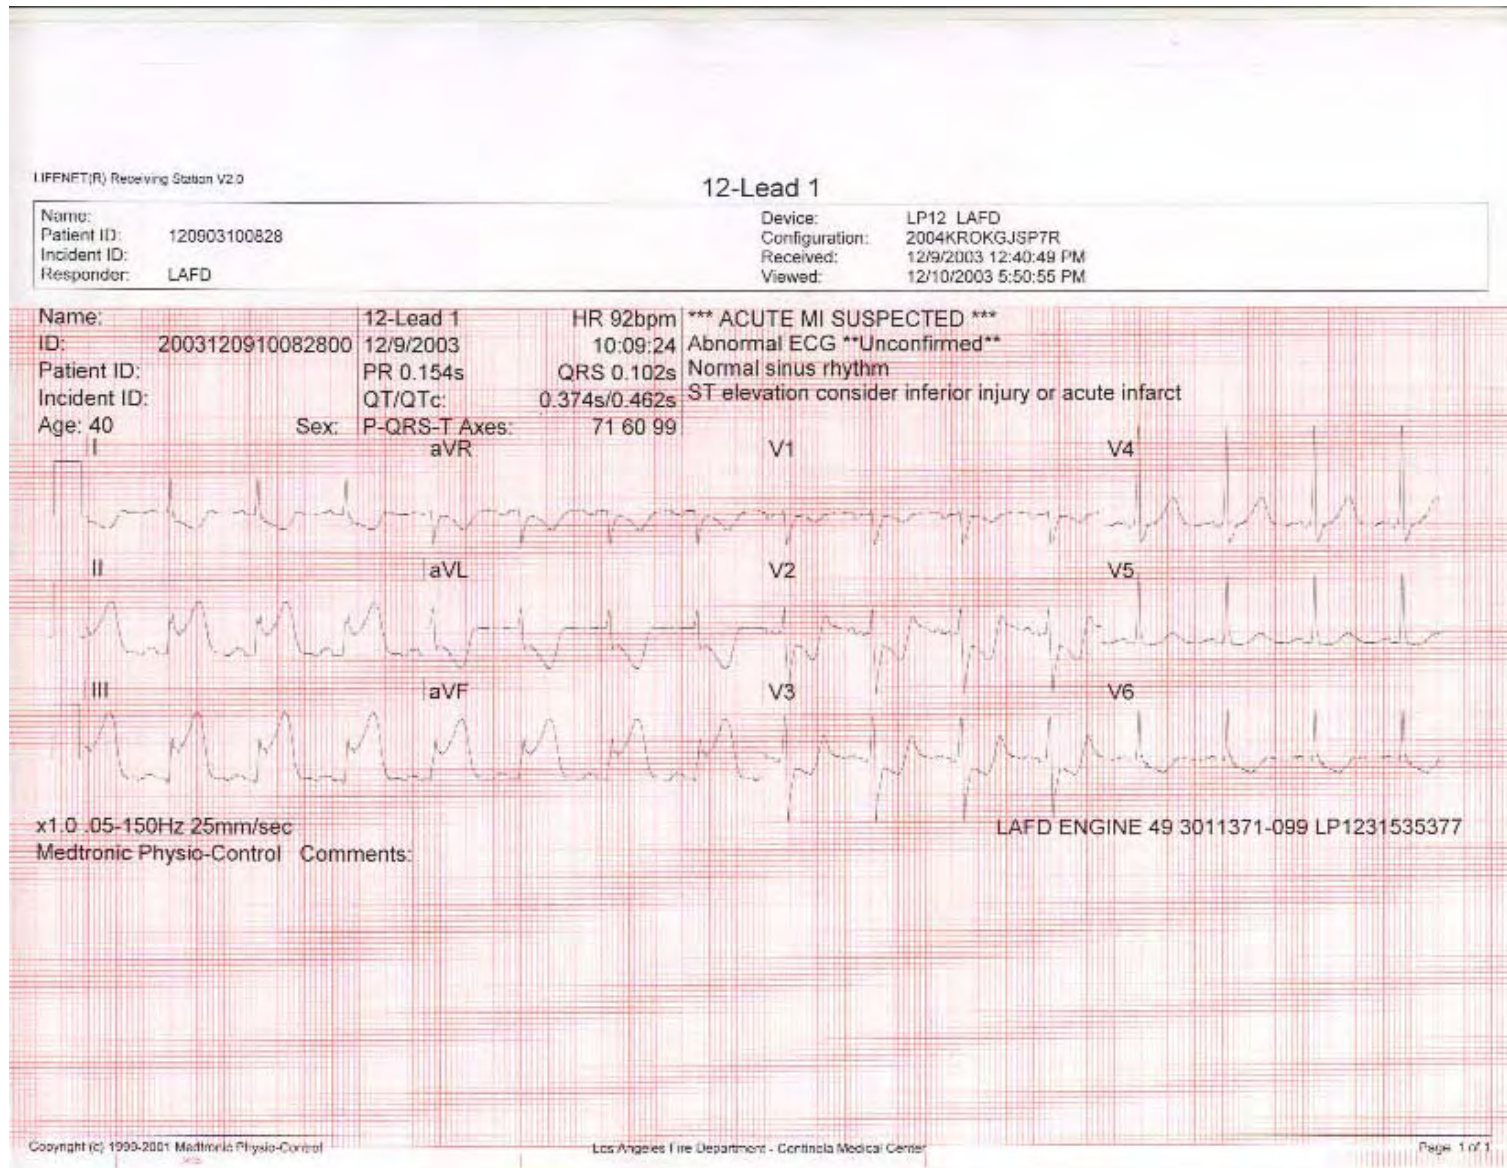 LIFENET(R) Receiving Station V2.0
12-Lead 1
Name:
Patient ID: 120903100828
Incident ID:
Responder: LAFD
Device: LP12 LAFD
Configuration: 2004KROKGJSP7R
Received: 12/9/2003 12:40:49 PM
Viewed: 12/10/2003 5:50:55 PM
Name: 12-Lead 1 HR 92bpm *** ACUTE MI SUSPECTED ***
ID: 2003120910082800 12/9/2003 10:09:24 Abnormal ECG **Unconfirmed**
Patient ID: PR 0.154s QRS 0.102s Normal sinus rhythm
Incident ID: QT/QTc: 0.374s/0.462s ST elevation consider inferior injury or acute infarct
Age: 40 Sex: P-QRS-T Axes: 71 60 99
I aVR V1 V4
II aVL V2 V5
III aVF V3 V6
x1.0 .05-150Hz 25mm/sec LAFD ENGINE 49 3011371-099 LP1231535377
Medtronic Physio-Control Comments:
Copyright (c) 1999-2001 Medtronic Physio-Control Los Angeles Fire Department - Centinela Medical Center Page 1 of 1